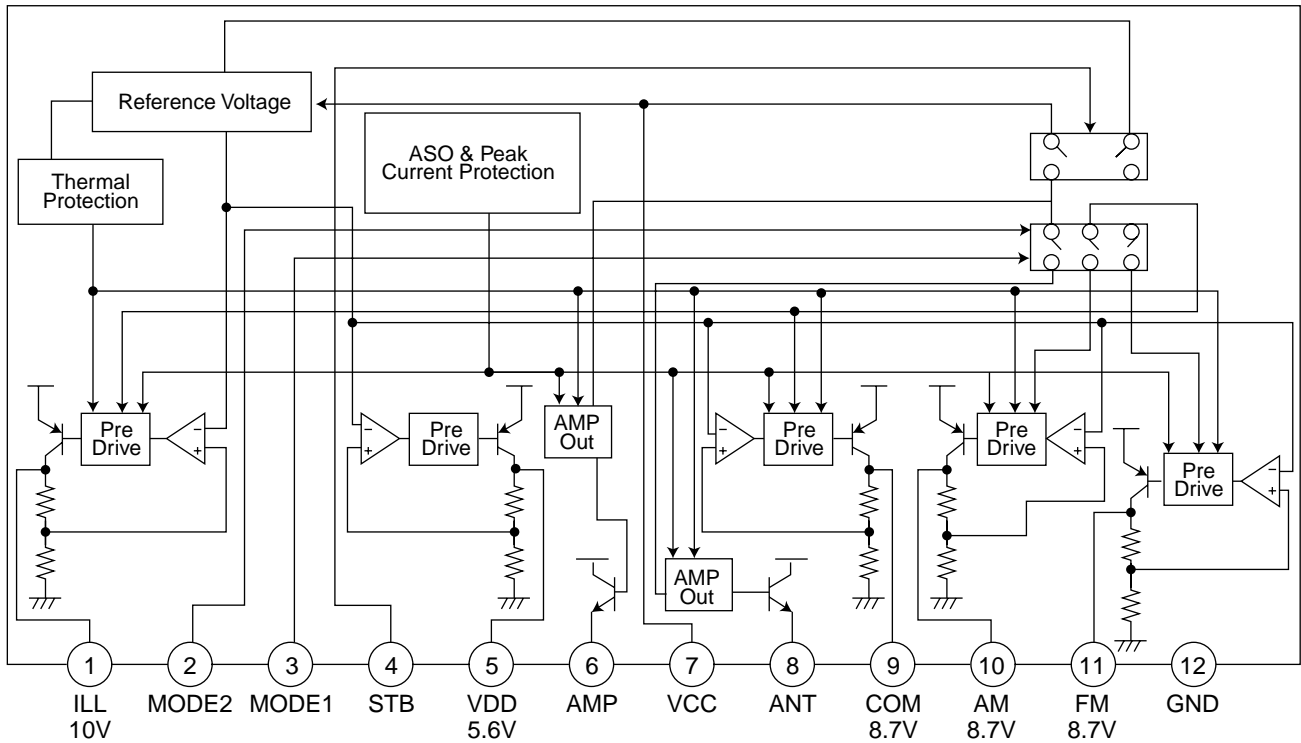 Reference Voltage
ASO & Peak
Current Protection
Thermal
Protection
Pre
Drive
−
+
−
+
Pre
Drive
AMP
Out
−
+
Pre
Drive
Pre
Drive
−
+
Pre
Drive
−
+
AMP
Out
1 2 3 4 5 6 7 8 9 10 11 12
ILL MODE2 MODE1 STB VDD AMP VCC ANT COM AM FM GND
10V 5.6V 8.7V 8.7V 8.7V